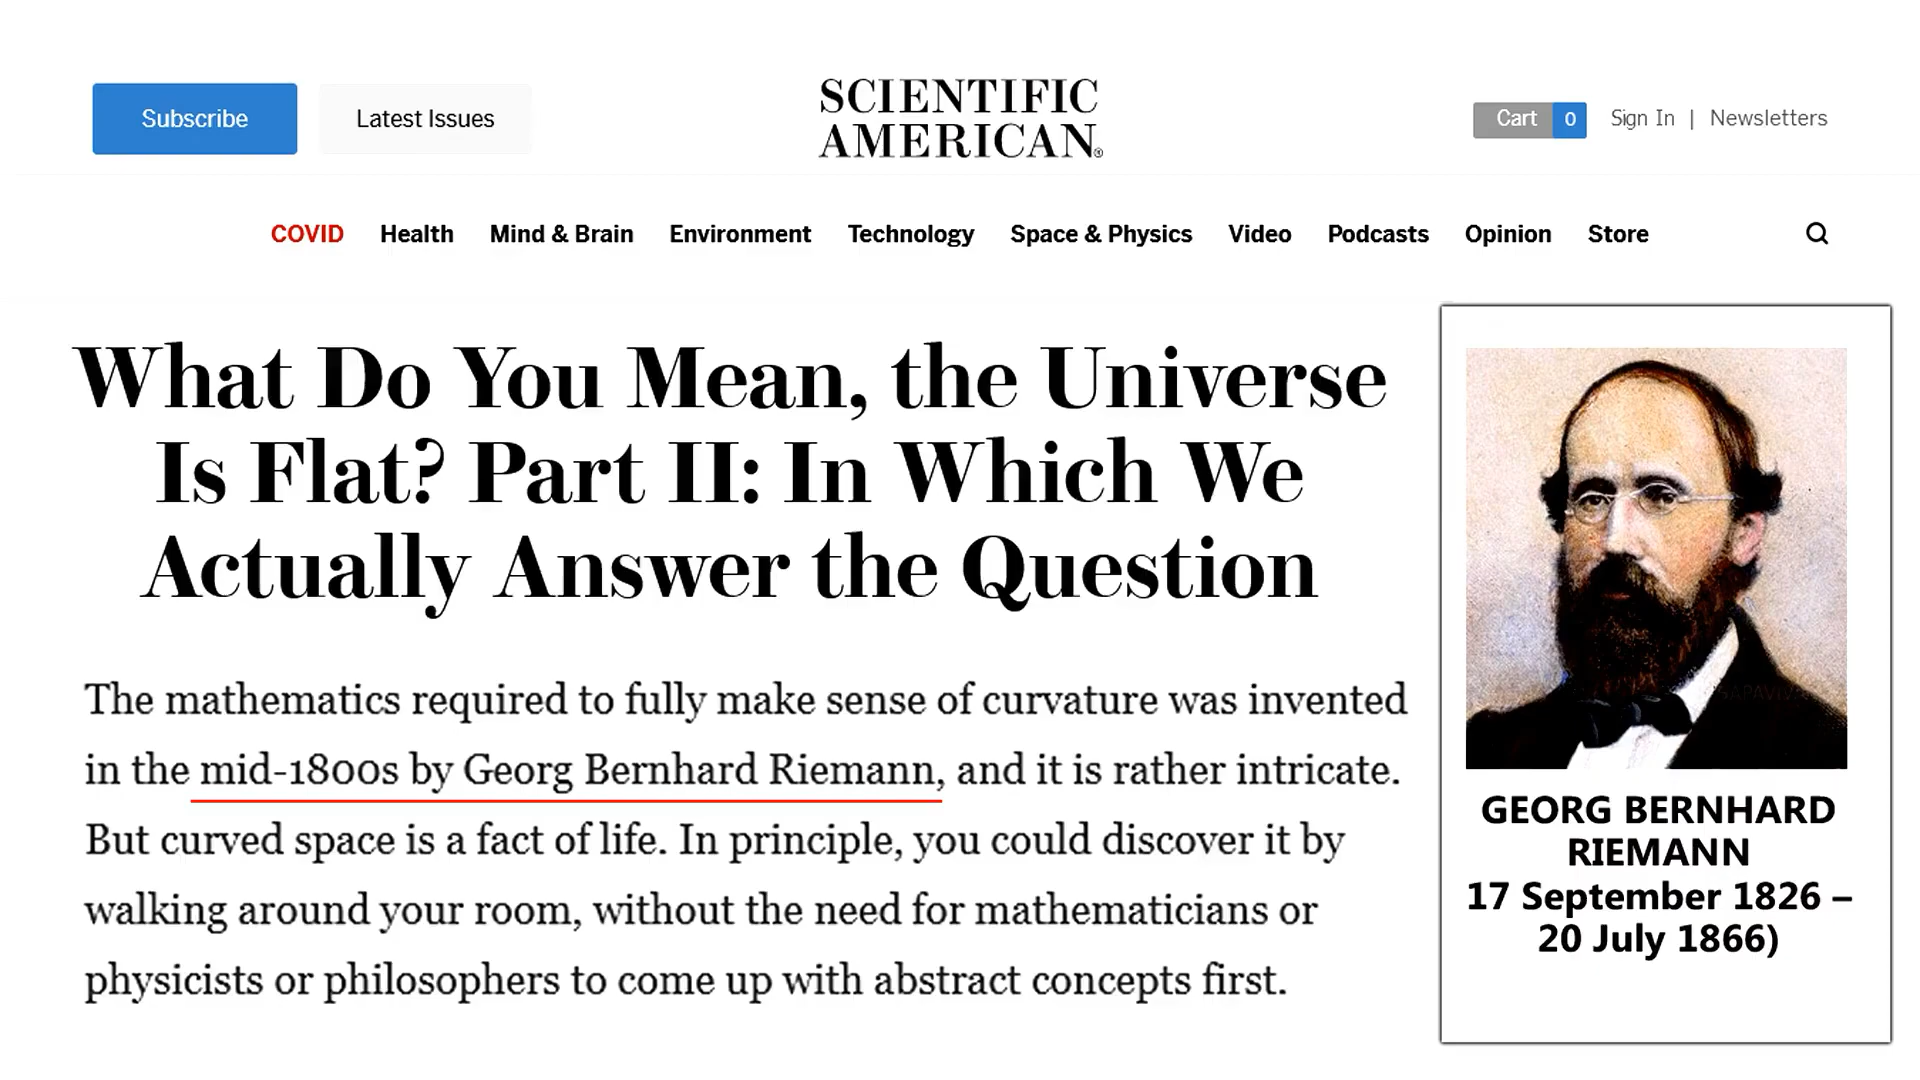 Subscribe
Latest Issues
SCIENTIFIC
AMERICAN®
Cart 0 Sign In | Newsletters
COVID Health Mind & Brain Environment Technology Space & Physics Video Podcasts Opinion Store
What Do You Mean, the Universe
Is Flat? Part II: In Which We
Actually Answer the Question
The mathematics required to fully make sense of curvature was invented
in the mid-1800s by Georg Bernhard Riemann, and it is rather intricate.
But curved space is a fact of life. In principle, you could discover it by
walking around your room, without the need for mathematicians or
physicists or philosophers to come up with abstract concepts first.
GEORG BERNHARD
RIEMANN
17 September 1826 –
20 July 1866)